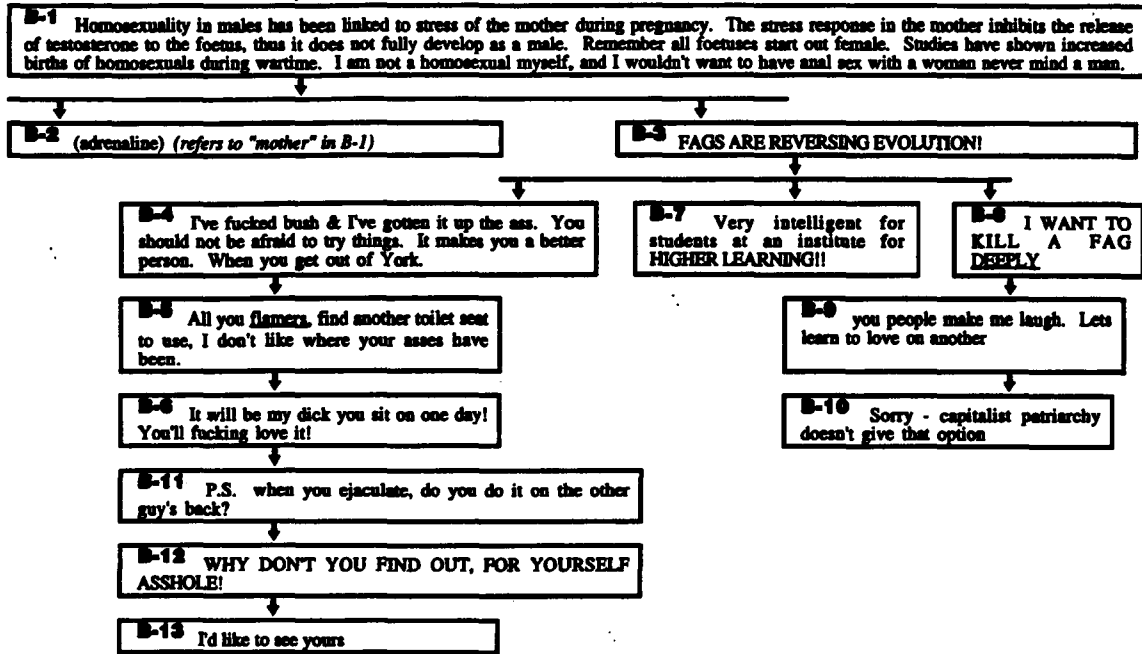 B-1 Homosexuality in males has been linked to stress of the mother during pregnancy. The stress response in the mother inhibits the release
of testosterone to the foetus, thus it does not fully develop as a male. Remember all foetuses start out female. Studies have shown increased
births of homosexuals during wartime. I am not a homosexual myself, and I wouldn't want to have anal sex with a woman never mind a man.
B-2 (adrenaline) (refers to "mother" in B-1)
B-3 FAGS ARE REVERSING EVOLUTION!
B-4 I've fucked bush & I've gotten it up the ass. You
should not be afraid to try things. It makes you a better
person. When you get out of York.
B-7 Very intelligent for
students at an institute for
HIGHER LEARNING!!
B-8 I WANT TO
KILL A FAG
DEEPLY
B-5 All you flamers, find another toilet seat
to use, I don't like where your asses have
been.
B-9 you people make me laugh. Lets
learn to love on another
B-6 It will be my dick you sit on one day!
You'll fucking love it!
B-10 Sorry - capitalist patriarchy
doesn't give that option
B-11 P.S. when you ejaculate, do you do it on the other
guy's back?
B-12 WHY DON'T YOU FIND OUT, FOR YOURSELF
ASSHOLE!
B-13 I'd like to see yours